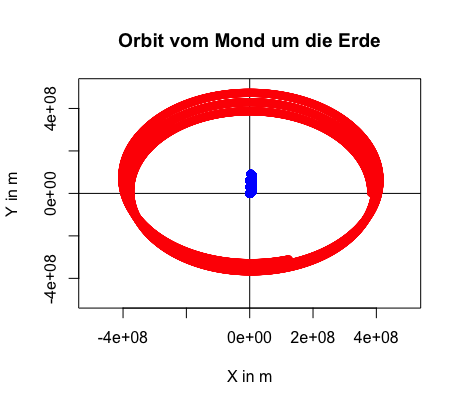 Orbit vom Mond um die Erde
Y in m
4e+08
0e+00
-4e+08
-4e+08 0e+00 2e+08 4e+08
X in m